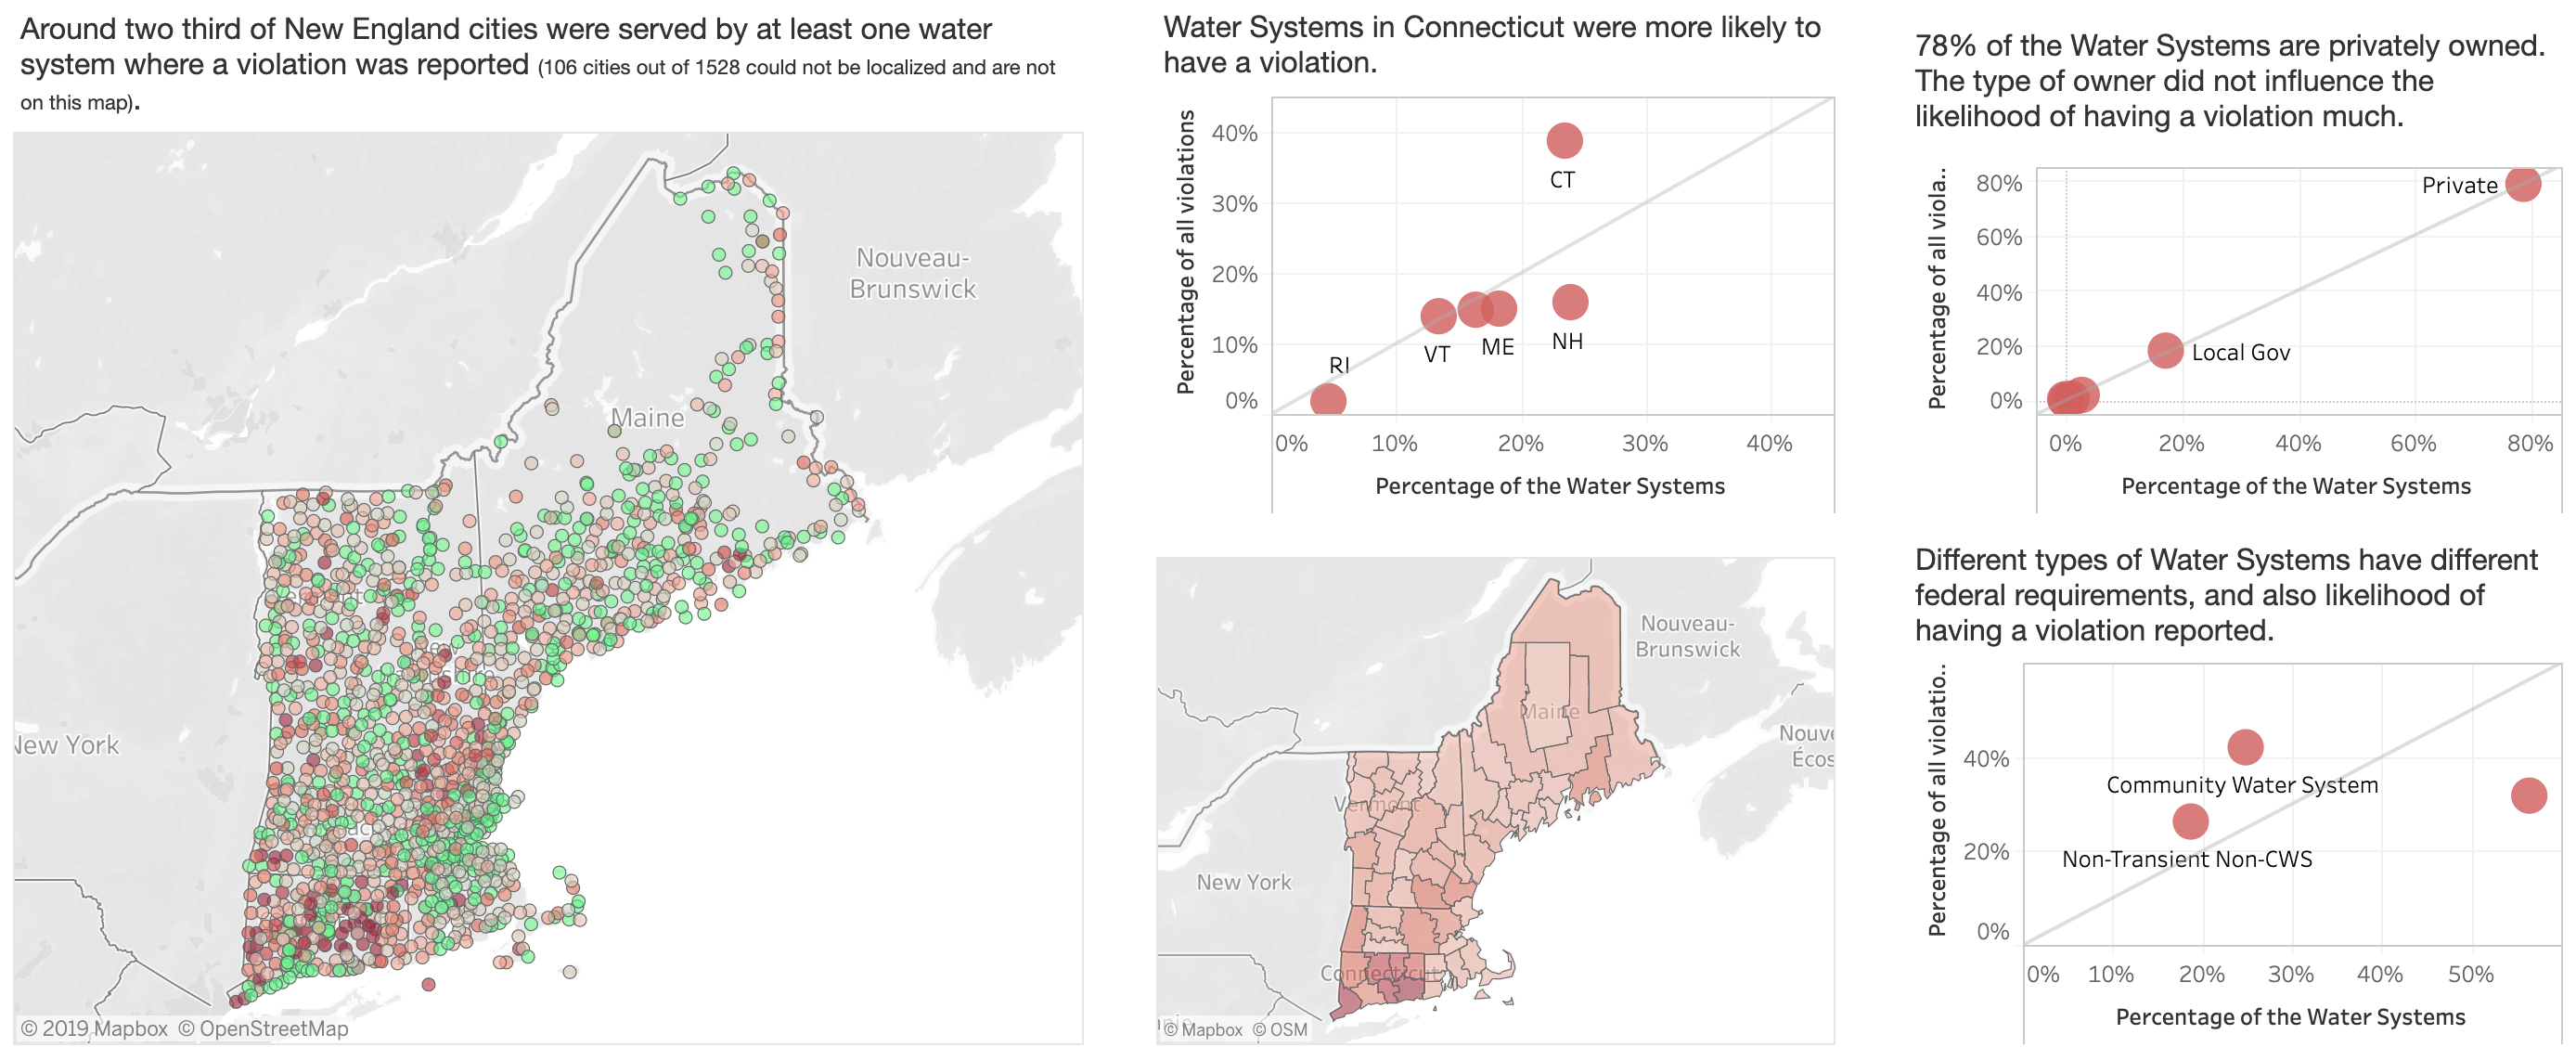 Around two third of New England cities were served by at least one water
system where a violation was reported (106 cities out of 1528 could not be localized and are not
on this map).
Nouveau-
Brunswick
Maine
New York
© 2019 Mapbox © OpenStreetMap
Water Systems in Connecticut were more likely to
have a violation.
Percentage of all violations
40%
30%
20%
10%
0%
CT
RI
VT
ME
NH
0%
10%
20%
30%
40%
Percentage of the Water Systems
Nouveau-
Brunswick
Maine
Nouve
Écos
Vermont
New York
Connecticut
© Mapbox © OSM
78% of the Water Systems are privately owned.
The type of owner did not influence the
likelihood of having a violation much.
Percentage of all viola..
80%
60%
40%
20%
0%
Private
Local Gov
0%
20%
40%
60%
80%
Percentage of the Water Systems
Different types of Water Systems have different
federal requirements, and also likelihood of
having a violation reported.
Percentage of all violatio..
40%
20%
0%
Community Water System
Non-Transient Non-CWS
0%
10%
20%
30%
40%
50%
Percentage of the Water Systems